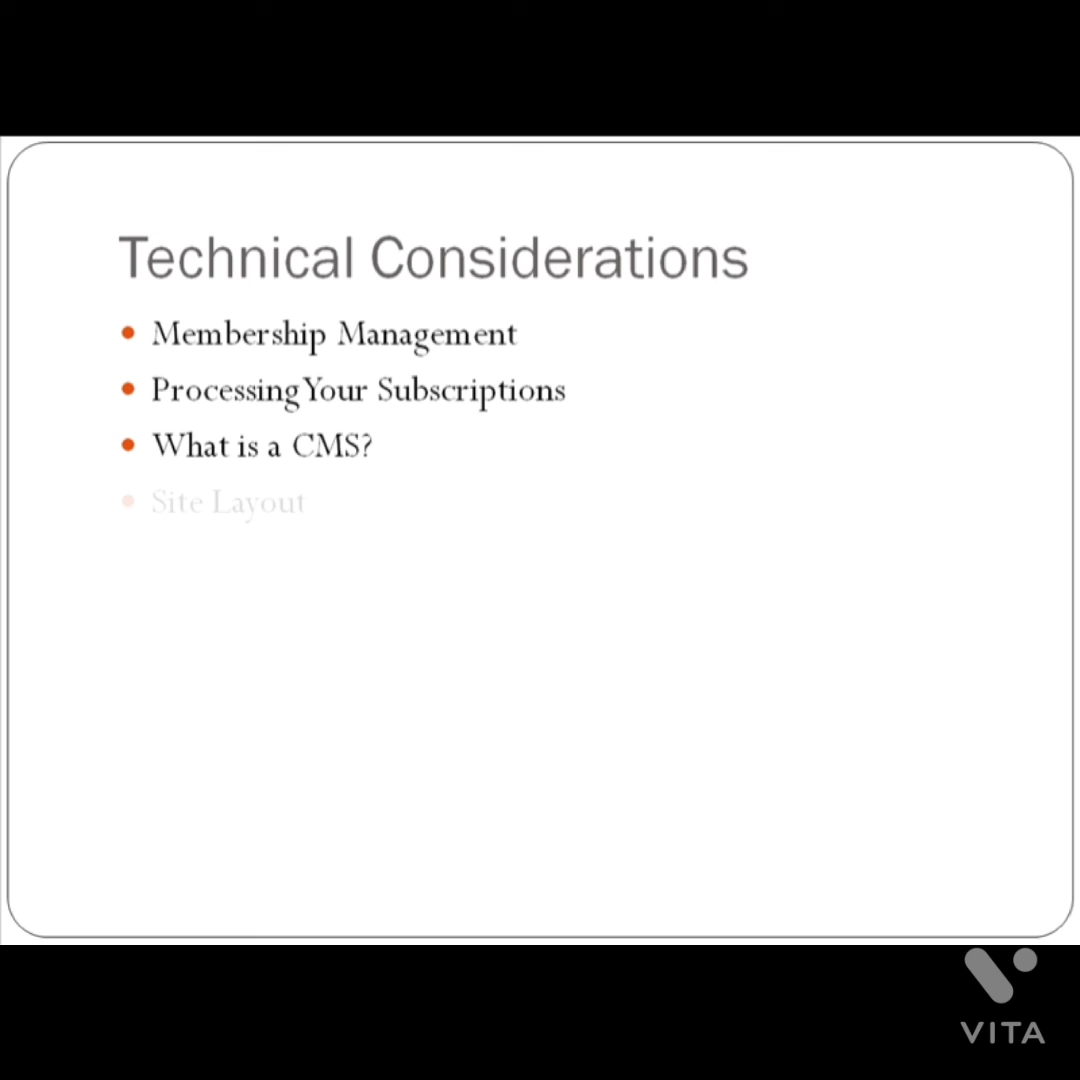 Technical Considerations
Membership Management
Processing Your Subscriptions
What is a CMS?
Site Layout
VITA